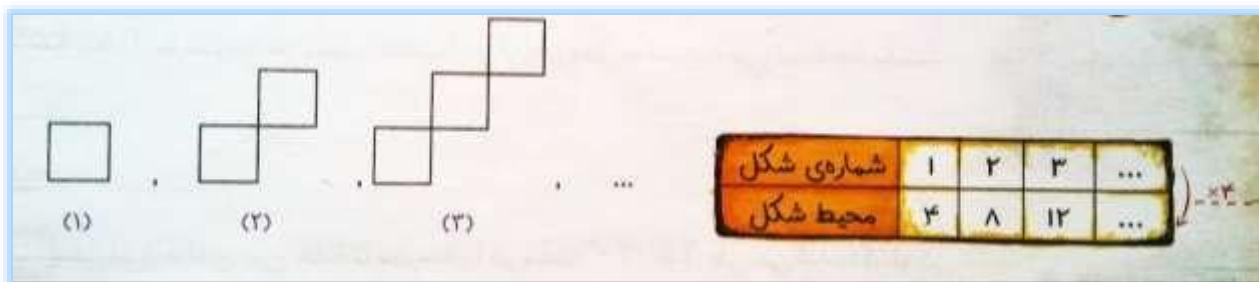 (۱) , (۲) , (۳) , ...
شماره‌ی شکل ۱ ۲ ۳ ...
محیط شکل ۴ ۸ ۱۲ ...
×۴